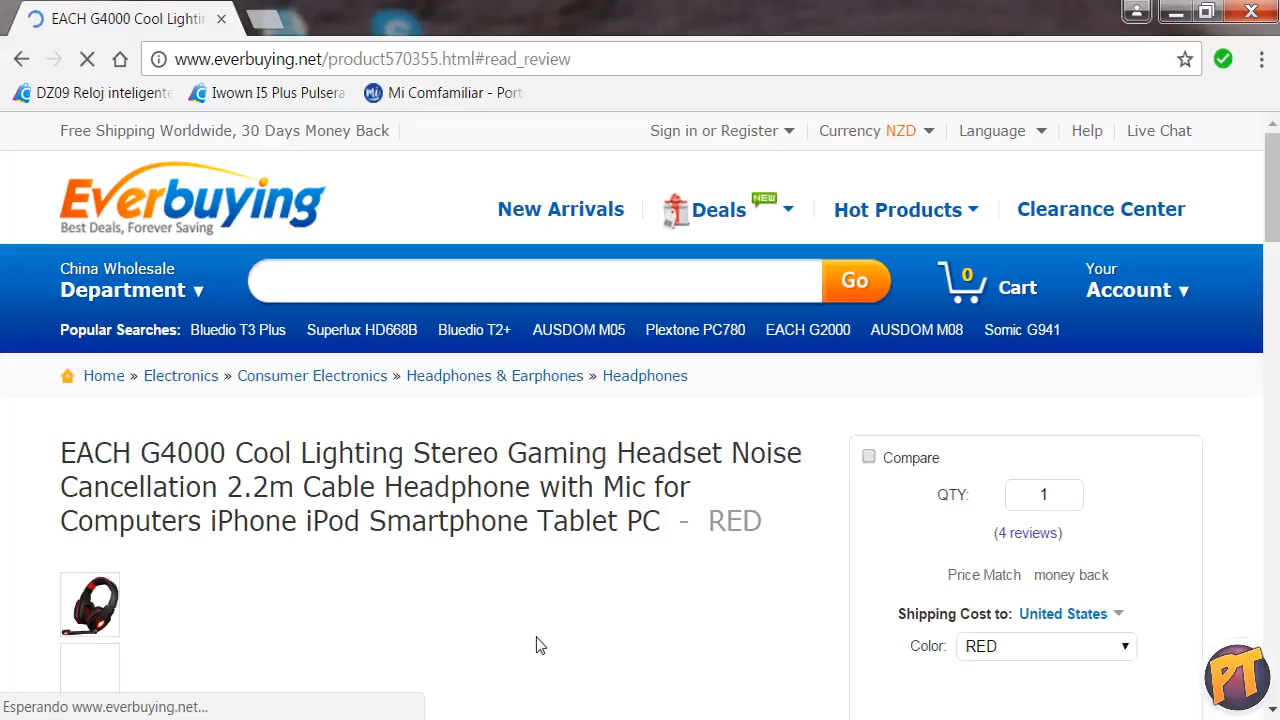 EACH G4000 Cool Lightin
www.everbuying.net/product570355.html#read_review
DZ09 Reloj inteligente Iwown I5 Plus Pulsera Mi Comfamiliar - Port
Free Shipping Worldwide, 30 Days Money Back Sign in or Register Currency NZD Language Help Live Chat
Everbuying
Best Deals, Forever Saving
New Arrivals Deals NEW Hot Products Clearance Center
China Wholesale
Department
Go
0 Cart
Your
Account
Popular Searches: Bluedio T3 Plus Superlux HD668B Bluedio T2+ AUSDOM M05 Plextone PC780 EACH G2000 AUSDOM M08 Somic G941
Home » Electronics » Consumer Electronics » Headphones & Earphones » Headphones
EACH G4000 Cool Lighting Stereo Gaming Headset Noise
Cancellation 2.2m Cable Headphone with Mic for
Computers iPhone iPod Smartphone Tablet PC - RED
Compare
QTY: 1
(4 reviews)
Price Match money back
Shipping Cost to: United States
Color: RED
PT
Esperando www.everbuying.net...